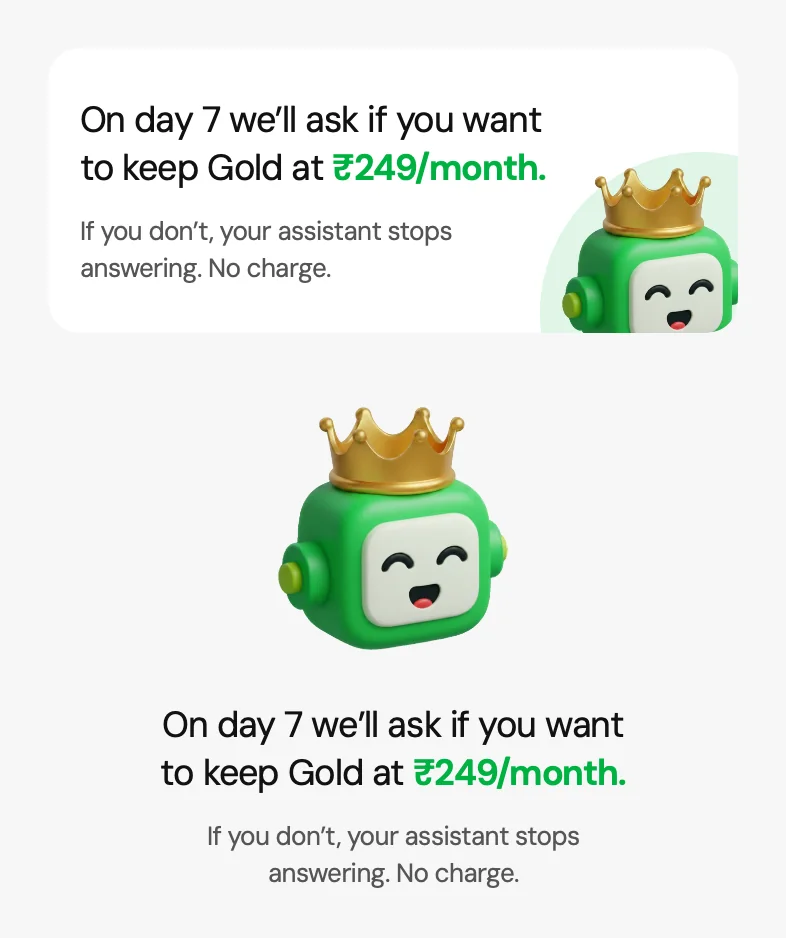 On day 7 we’ll ask if you want
to keep Gold at ₹249/month.
If you don’t, your assistant stops
answering. No charge.
On day 7 we’ll ask if you want
to keep Gold at ₹249/month.
If you don’t, your assistant stops
answering. No charge.